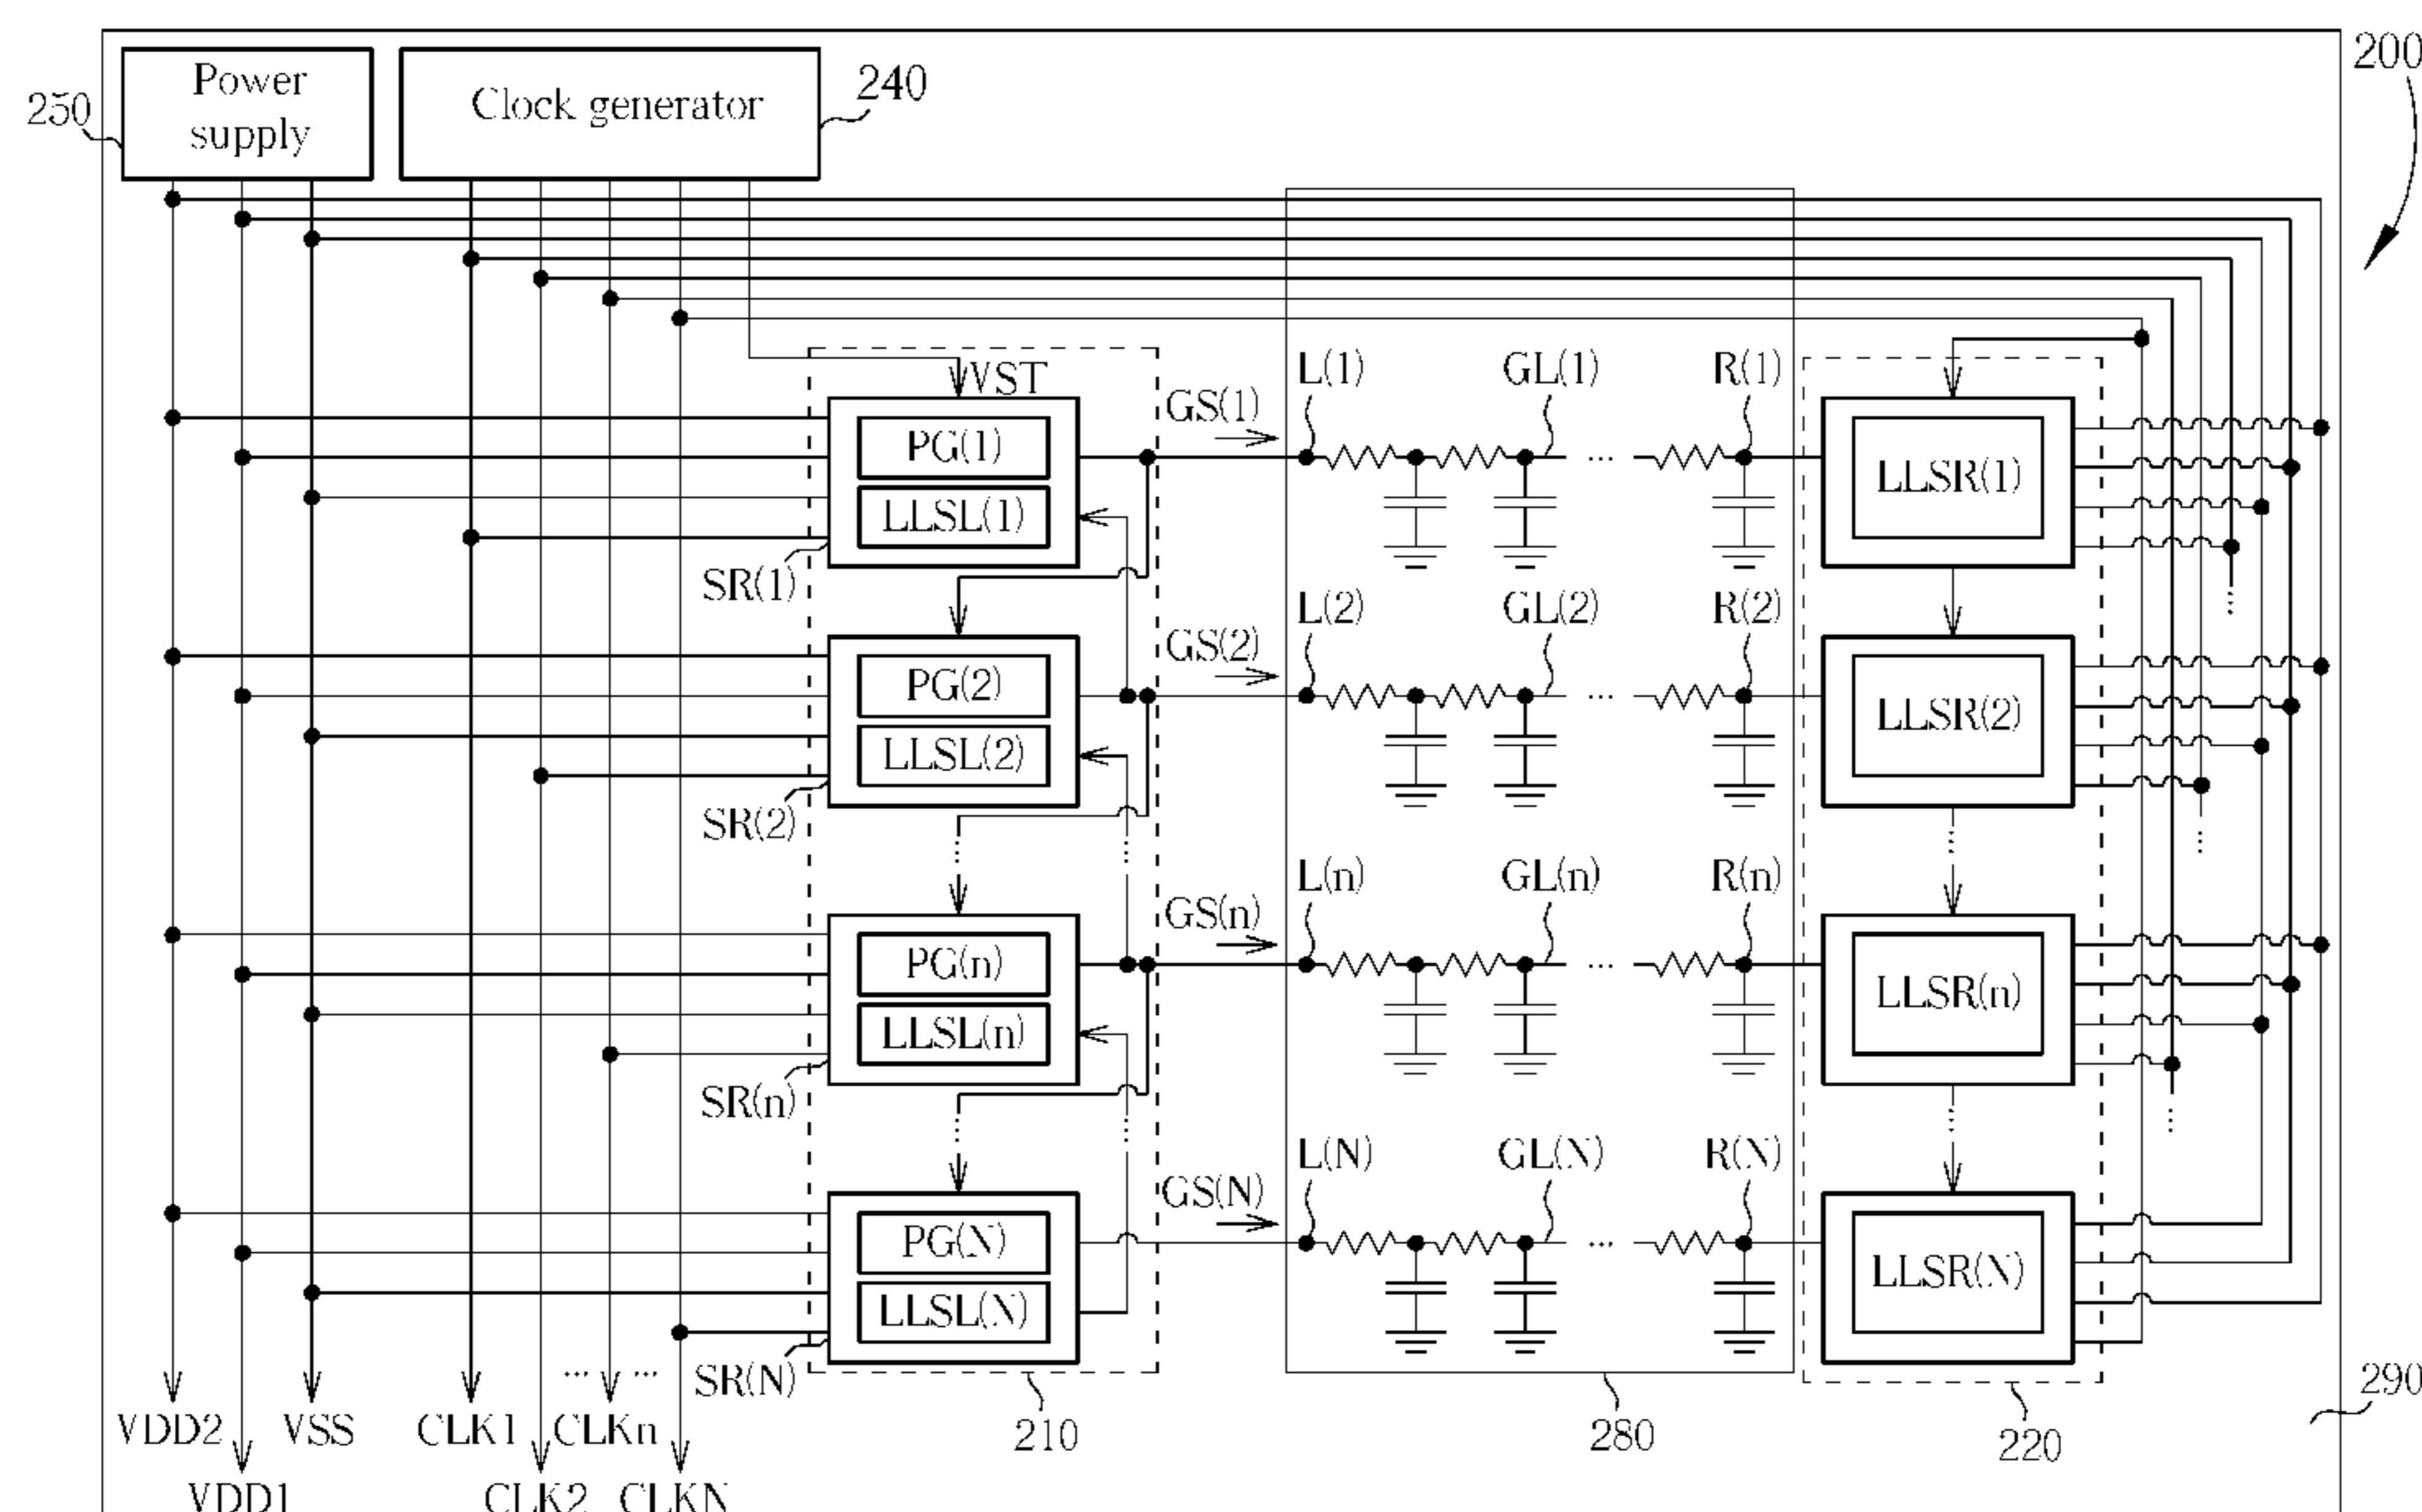 200
Power
supply
250
Clock generator
240
VST
L(1)
GL(1)
R(1)
GS(1)
PG(1)
LLSL(1)
LLSR(1)
SR(1)
...
⋮
L(2)
GL(2)
R(2)
GS(2)
PG(2)
LLSL(2)
LLSR(2)
SR(2)
...
⋮
L(n)
GL(n)
R(n)
GS(n)
PG(n)
LLSL(n)
LLSR(n)
SR(n)
...
⋮
L(N)
GL(N)
R(N)
GS(N)
PG(N)
LLSL(N)
LLSR(N)
SR(N)
...
... ...
290
VDD2
VSS
CLK1
CLKn
210
280
220
VDD1
CLK2
CLKN